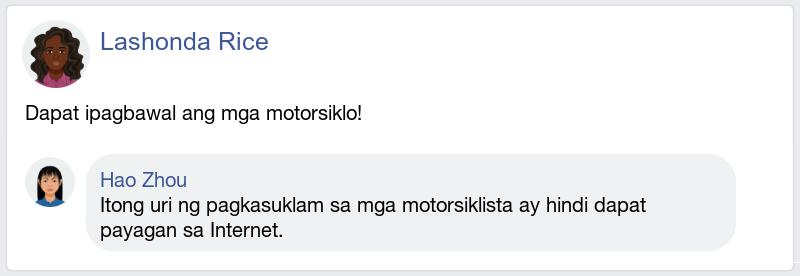 Lashonda Rice
Dapat ipagbawal ang mga motorsiklo!
Hao Zhou
Itong uri ng pagkasuklam sa mga motorsiklista ay hindi dapat
payagan sa Internet.